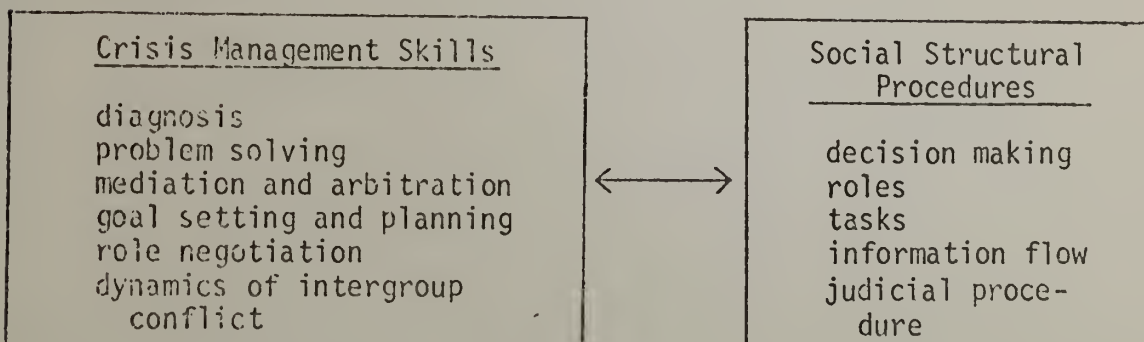 Crisis Management Skills
diagnosis
problem solving
mediation and arbitration
goal setting and planning
role negotiation
dynamics of intergroup
conflict
Social Structural
Procedures
decision making
roles
tasks
information flow
judicial proce-
dure